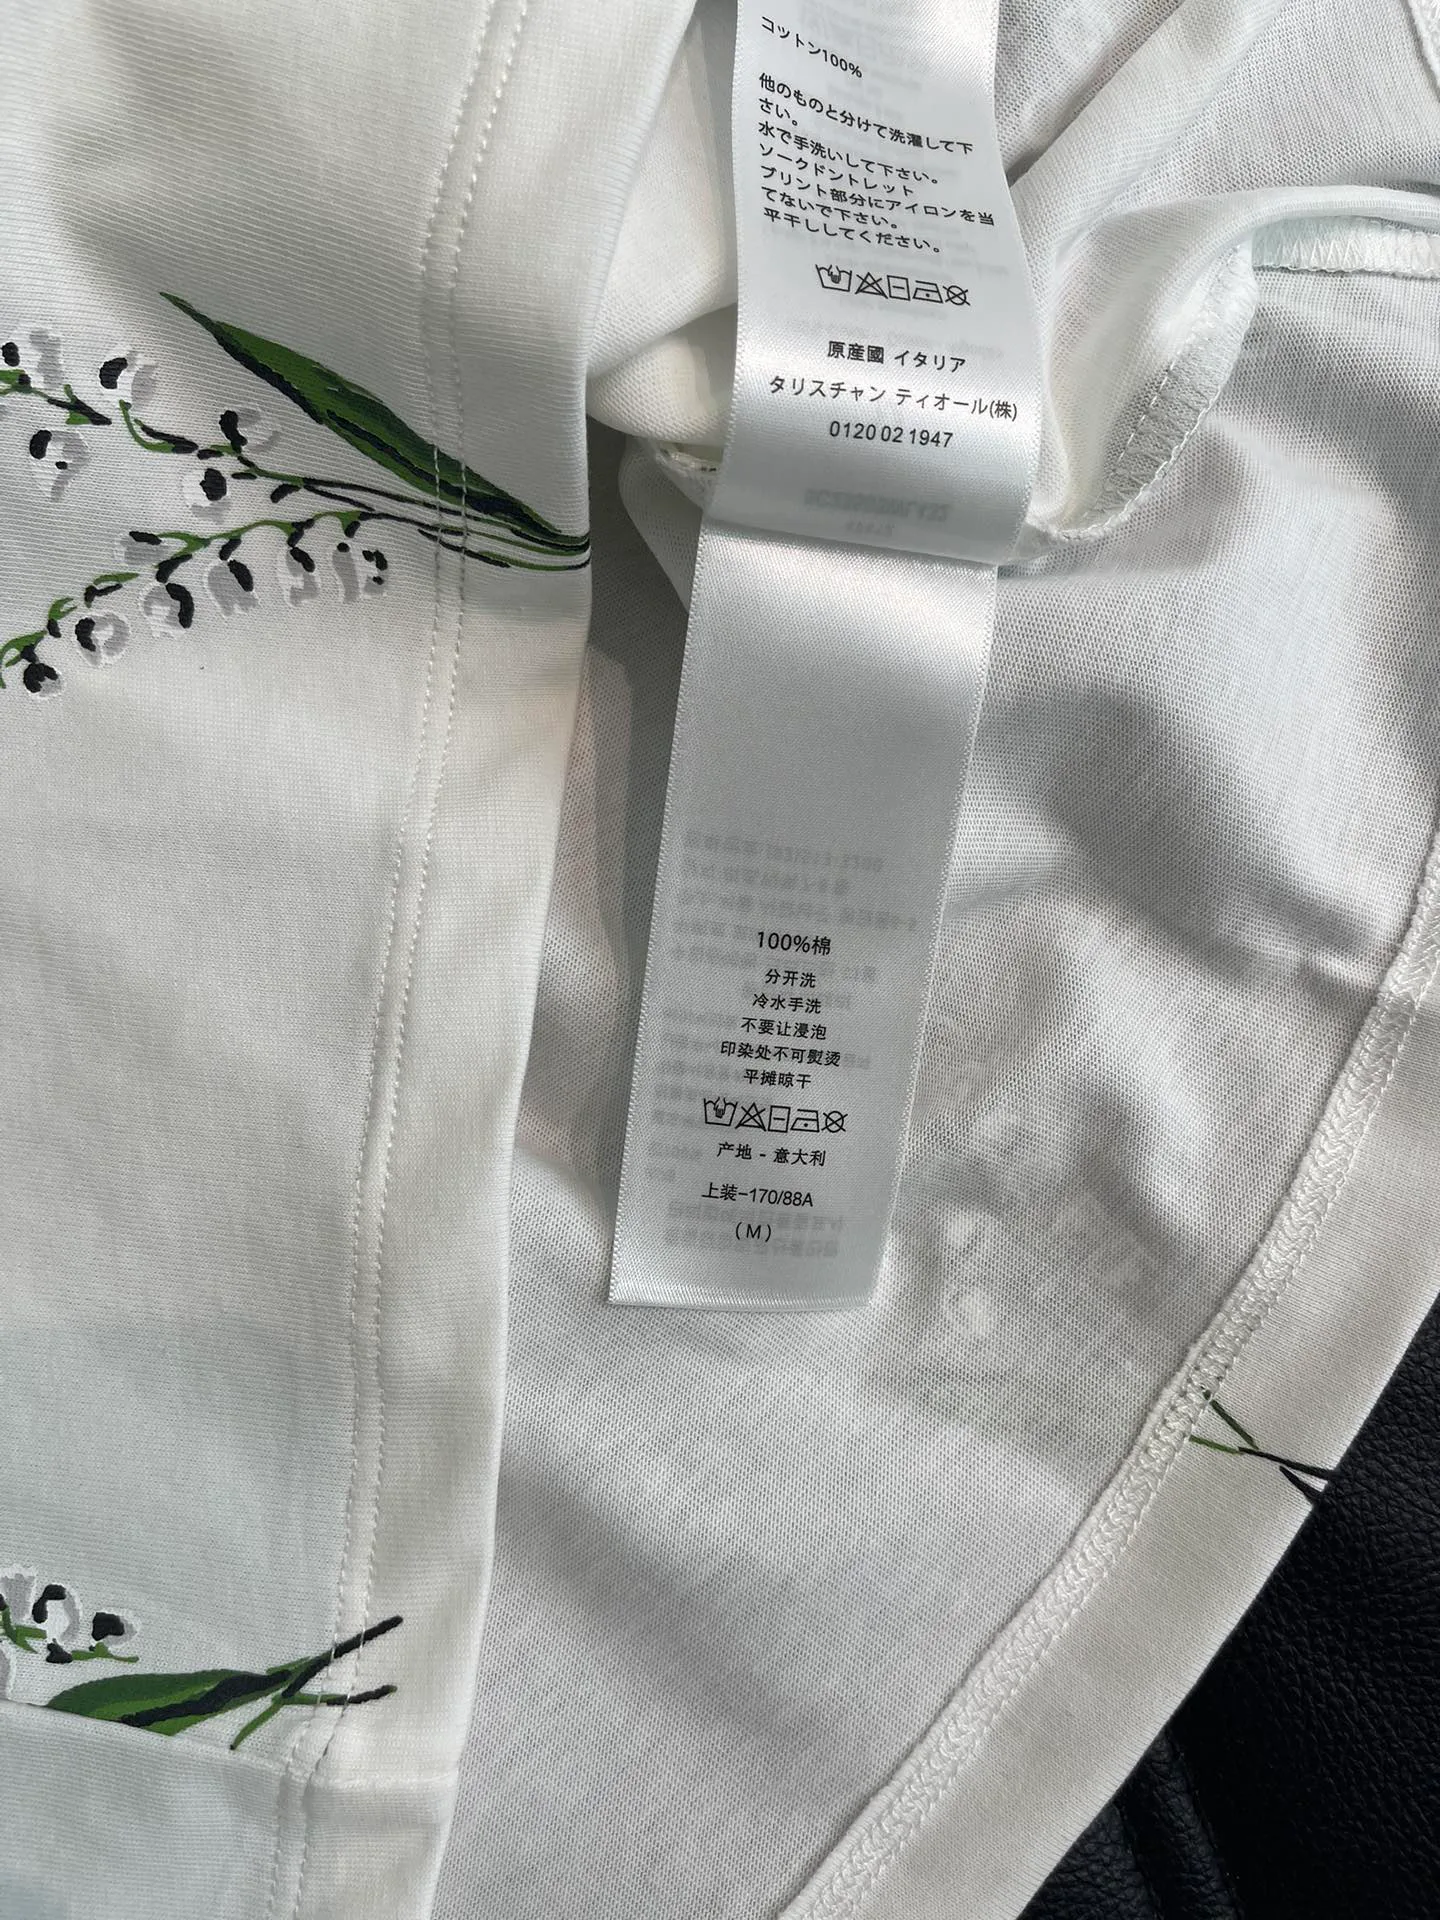 コットン100%
他のものと分けて洗濯して下
さい。
水で手洗いして下さい。
ソークドントレット
プリント部分にアイロンを当
てないで下さい。
平干ししてください。
原産國 イタリア
タリスチャン ティオール(株)
0120 02 1947
100%棉
分开洗
冷水手洗
不要让浸泡
印染处不可熨烫
平摊晾干
产地 - 意大利
上装-170/88A
(M)